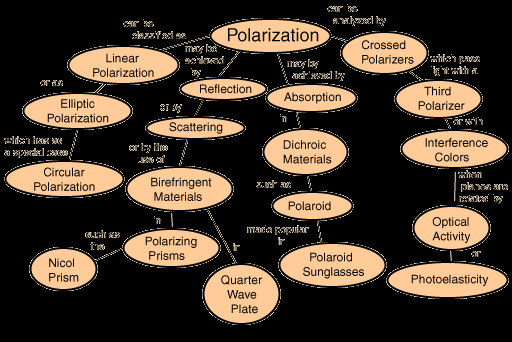 Polarization
can be
classified as
can be
analyzed by
Linear
Polarization
may be
achieved
by
may be
achieved by
Crossed
Polarizers
which pass
light with a
or as
Reflection
Absorption
Third
Polarizer
Elliptic
Polarization
or by
in
or with
Scattering
which has as
a special case
or by the
use of
Dichroic
Materials
Interference
Colors
Circular
Polarization
Birefringent
Materials
such as
when
planes are
rotated by
Polaroid
in
Optical
Activity
such as
the
Polarizing
Prisms
in
made popular
in
Nicol
Prism
Polaroid
Sunglasses
or
Quarter
Wave
Plate
Photoelasticity